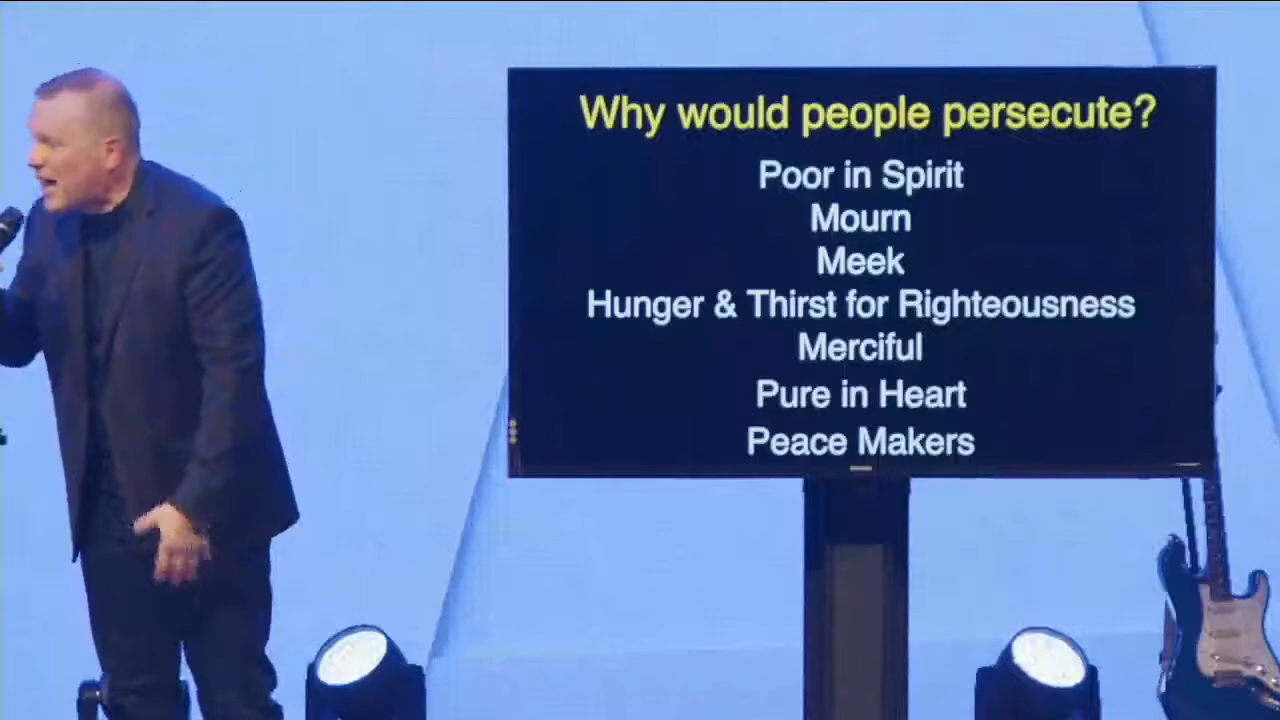 Why would people persecute?
Poor in Spirit
Mourn
Meek
Hunger & Thirst for Righteousness
Merciful
Pure in Heart
Peace Makers